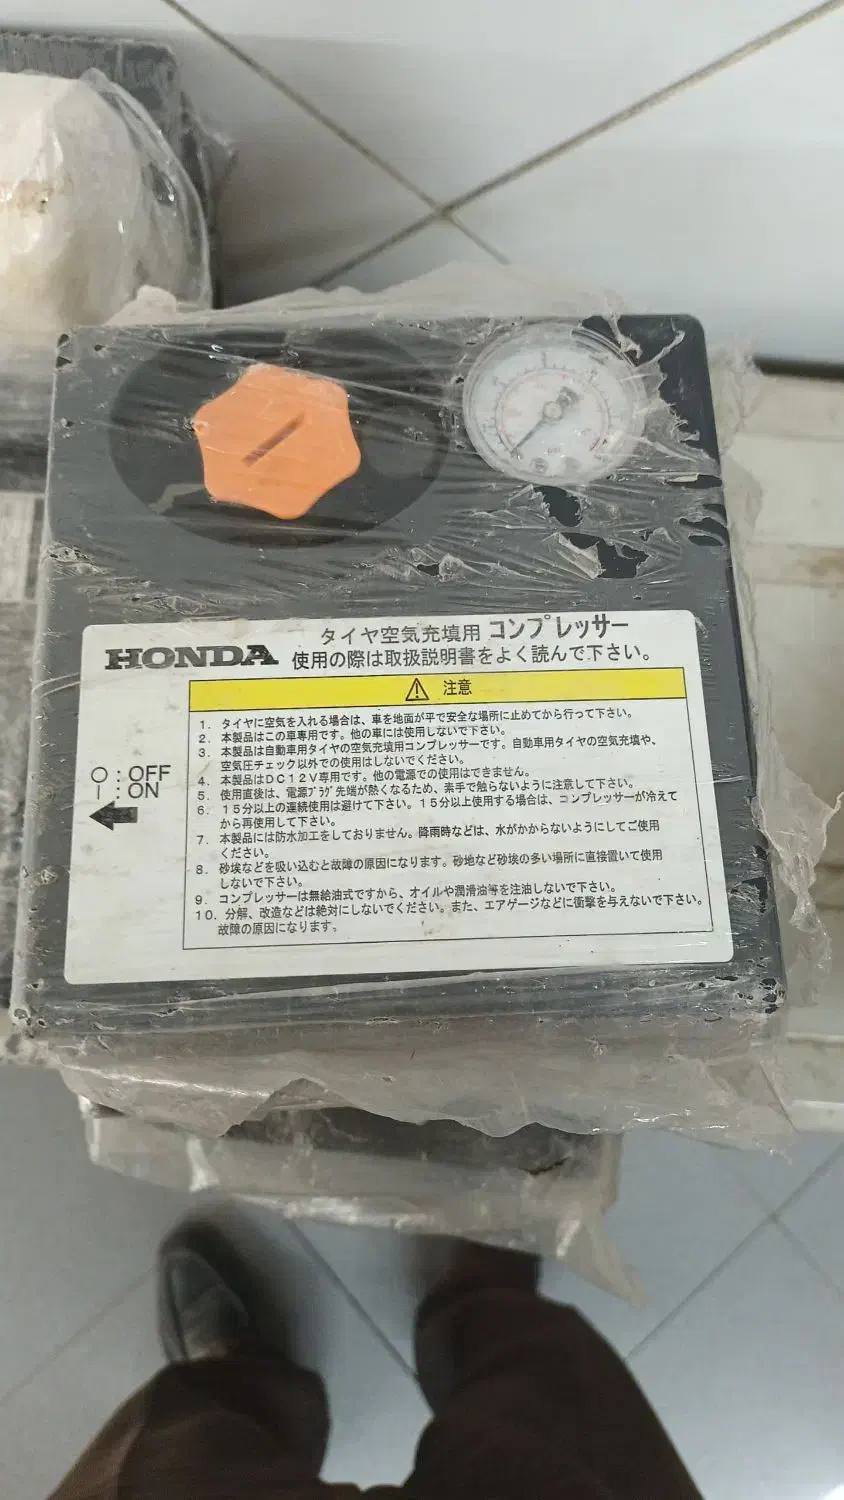 HONDA
タイヤ空気充填用 コンプレッサー
使用の際は取扱説明書をよく読んで下さい。
注意
1. タイヤに空気を入れる場合は、車を地面が平で安全な場所に止めてから行って下さい。
2. 本製品はこの車専用です。他の車には使用しないで下さい。
3. 本製品は自動車用タイヤの空気充填用コンプレッサーです。自動車用タイヤの空気充填や、
空気圧チェック以外での使用はしないでください。
4. 本製品はDC12V専用です。他の電源での使用はできません。
5. 使用直後は、電源プラグ先端が熱くなるため、素手で触らないように注意して下さい。
6. 15分以上の連続使用は避けて下さい。15分以上使用する場合は、コンプレッサーが冷えて
から再使用して下さい。
7. 本製品には防水加工をしておりません。降雨時などは、水がかからないようにしてご使用
ください。
8. 砂埃などを吸い込むと故障の原因になります。砂地など砂埃の多い場所に直接置いて使用
しないで下さい。
9. コンプレッサーは無給油式ですから、オイルや潤滑油等を注油しないで下さい。
10. 分解、改造などは絶対にしないでください。また、エアゲージなどに衝撃を与えないで下さい。
故障の原因になります。
○ : OFF
| : ON